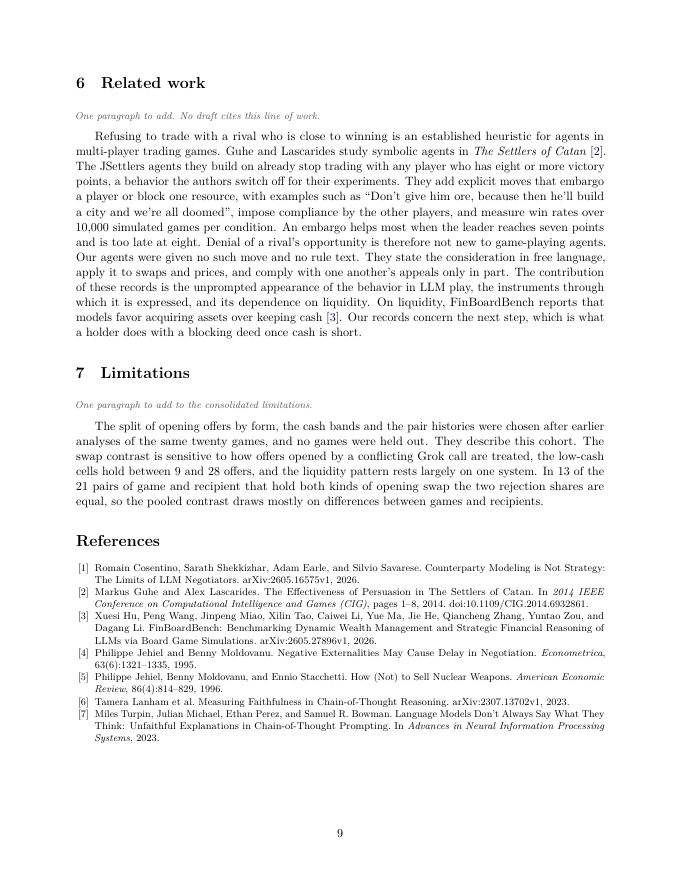 6 Related work
One paragraph to add. No draft cites this line of work.
Refusing to trade with a rival who is close to winning is an established heuristic for agents in
multi-player trading games. Guhe and Lascarides study symbolic agents in The Settlers of Catan [2].
The JSettlers agents they build on already stop trading with any player who has eight or more victory
points, a behavior the authors switch off for their experiments. They add explicit moves that embargo
a player or block one resource, with examples such as “Don’t give him ore, because then he’ll build
a city and we’re all doomed”, impose compliance by the other players, and measure win rates over
10,000 simulated games per condition. An embargo helps most when the leader reaches seven points
and is too late at eight. Denial of a rival’s opportunity is therefore not new to game-playing agents.
Our agents were given no such move and no rule text. They state the consideration in free language,
apply it to swaps and prices, and comply with one another’s appeals only in part. The contribution
of these records is the unprompted appearance of the behavior in LLM play, the instruments through
which it is expressed, and its dependence on liquidity. On liquidity, FinBoardBench reports that
models favor acquiring assets over keeping cash [3]. Our records concern the next step, which is what
a holder does with a blocking deed once cash is short.
7 Limitations
One paragraph to add to the consolidated limitations.
The split of opening offers by form, the cash bands and the pair histories were chosen after earlier
analyses of the same twenty games, and no games were held out. They describe this cohort. The
swap contrast is sensitive to how offers opened by a conflicting Grok call are treated, the low-cash
cells hold between 9 and 28 offers, and the liquidity pattern rests largely on one system. In 13 of the
21 pairs of game and recipient that hold both kinds of opening swap the two rejection shares are
equal, so the pooled contrast draws mostly on differences between games and recipients.
References
[1] Romain Cosentino, Sarath Shekkizhar, Adam Earle, and Silvio Savarese. Counterparty Modeling is Not Strategy:
The Limits of LLM Negotiators. arXiv:2605.16575v1, 2026.
[2] Markus Guhe and Alex Lascarides. The Effectiveness of Persuasion in The Settlers of Catan. In 2014 IEEE
Conference on Computational Intelligence and Games (CIG), pages 1–8, 2014. doi:10.1109/CIG.2014.6932861.
[3] Xuesi Hu, Peng Wang, Jinpeng Miao, Xilin Tao, Caiwei Li, Yue Ma, Jie He, Qiancheng Zhang, Yuntao Zou, and
Dagang Li. FinBoardBench: Benchmarking Dynamic Wealth Management and Strategic Financial Reasoning of
LLMs via Board Game Simulations. arXiv:2605.27896v1, 2026.
[4] Philippe Jehiel and Benny Moldovanu. Negative Externalities May Cause Delay in Negotiation. Econometrica,
63(6):1321–1335, 1995.
[5] Philippe Jehiel, Benny Moldovanu, and Ennio Stacchetti. How (Not) to Sell Nuclear Weapons. American Economic
Review, 86(4):814–829, 1996.
[6] Tamera Lanham et al. Measuring Faithfulness in Chain-of-Thought Reasoning. arXiv:2307.13702v1, 2023.
[7] Miles Turpin, Julian Michael, Ethan Perez, and Samuel R. Bowman. Language Models Don’t Always Say What They
Think: Unfaithful Explanations in Chain-of-Thought Prompting. In Advances in Neural Information Processing
Systems, 2023.
9